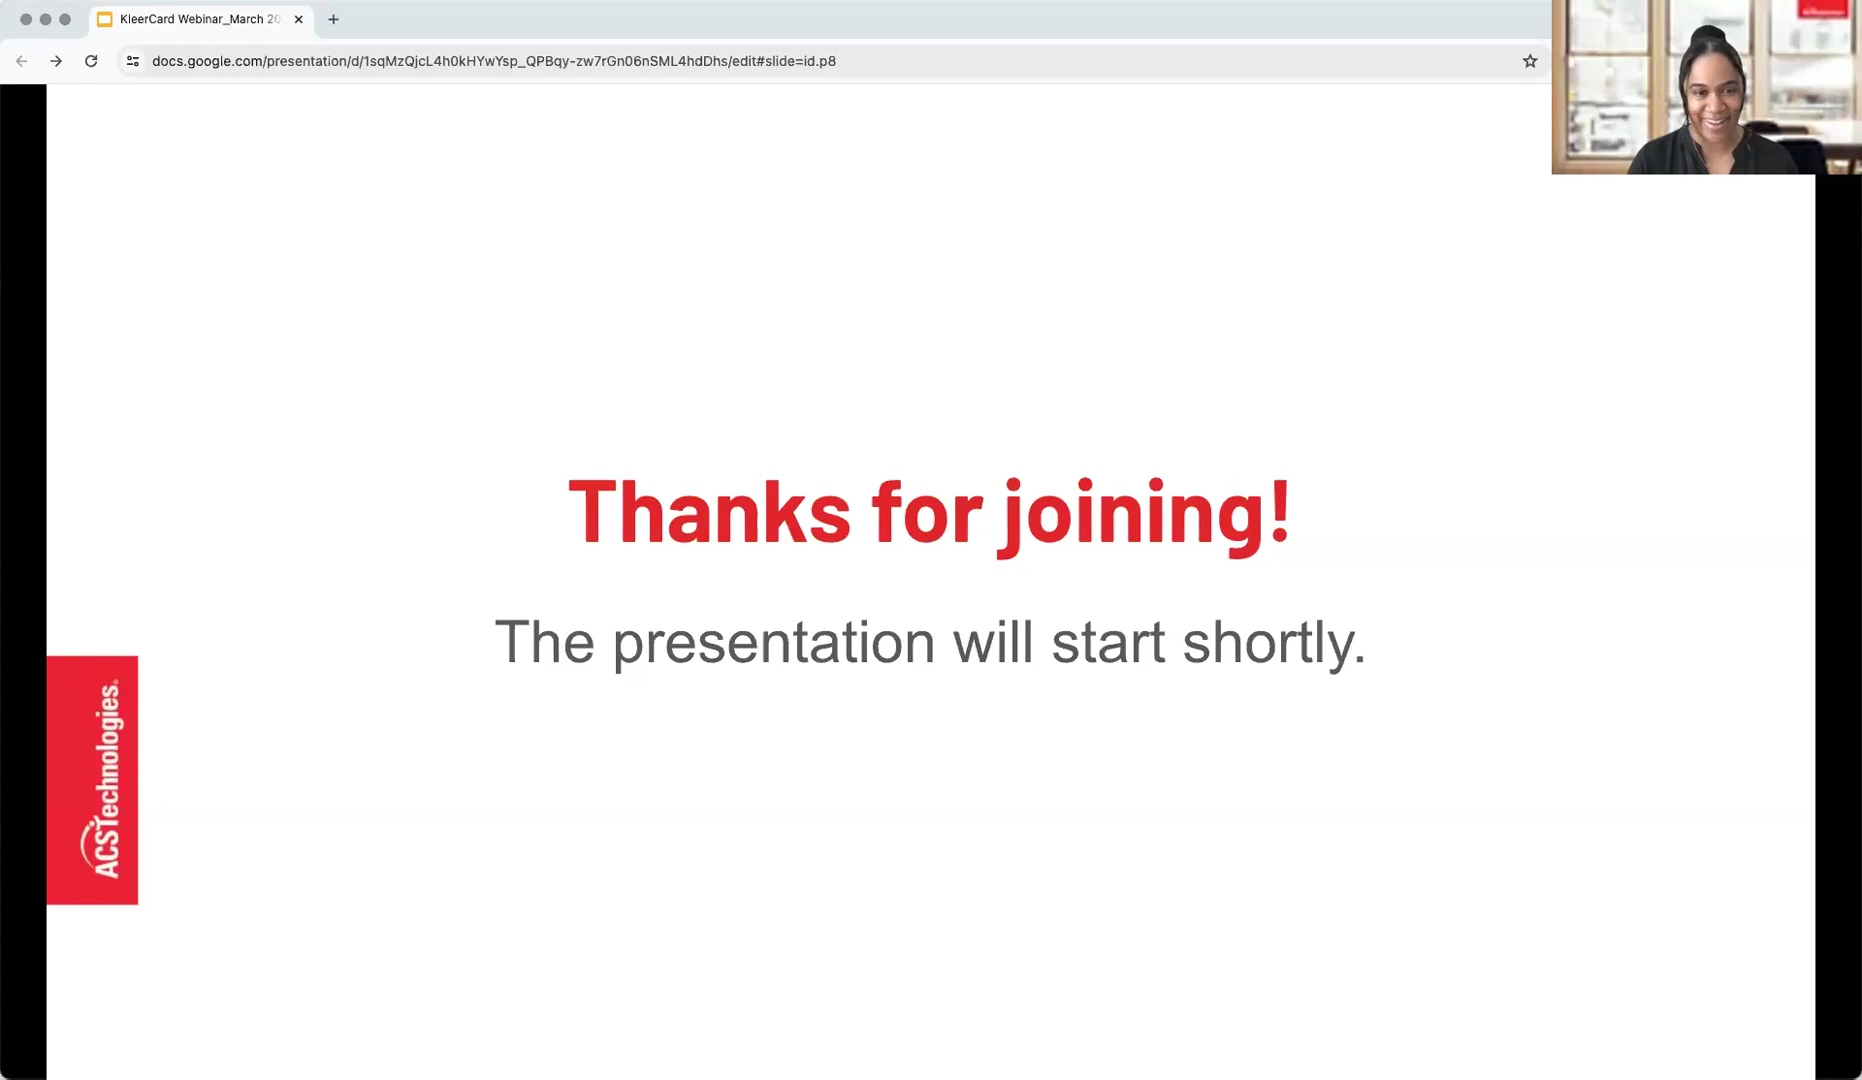 KleerCard Webinar_March 20
docs.google.com/presentation/d/1sqMzQjcL4h0kHYwYsp_QPBqy-zw7rGn06nSML4hdDhs/edit#slide=id.p8
Thanks for joining!
The presentation will start shortly.
ACSTechnologies®